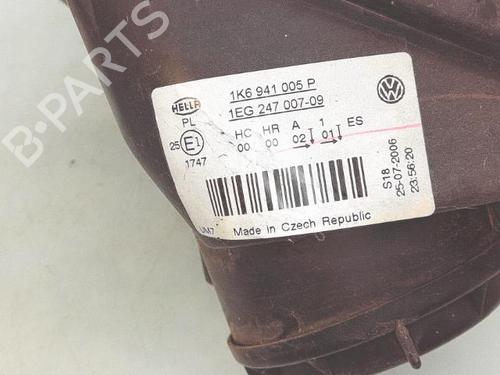 B-PARTS
HELLA
1K6 941 005 P
1EG 247 007-09
PL
HC HR A 1 ES
25 E1
00 00 02 01
1747
S18
25-07-2006
23:56:20
UM7 Made in Czech Republic